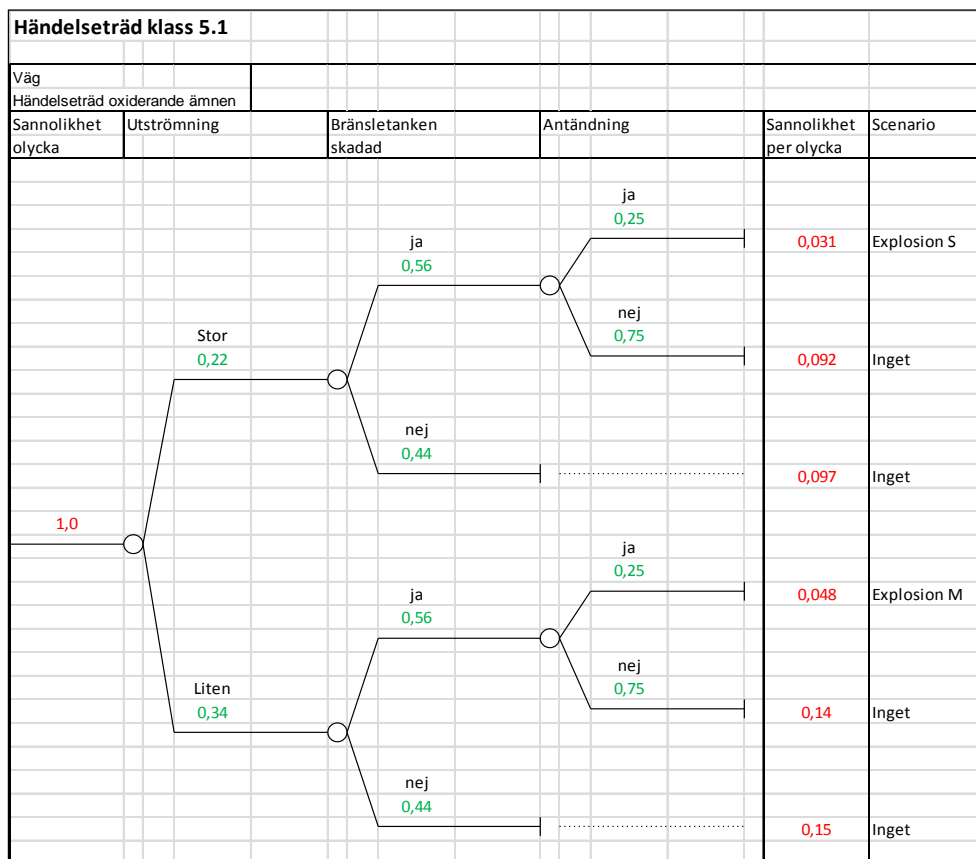 Händelseträd klass 5.1
Väg
Händelseträd oxiderande ämnen
Sannolikhet olycka
Utströmning
Bränsletanken skadad
Antändning
Sannolikhet per olycka
Scenario
ja
0,25
0,031 Explosion S
ja
0,56
nej
0,75
Stor
0,22
0,092 Inget
nej
0,44
0,097 Inget
1,0
ja
0,25
0,048 Explosion M
ja
0,56
nej
0,75
Liten
0,34
0,14 Inget
nej
0,44
0,15 Inget